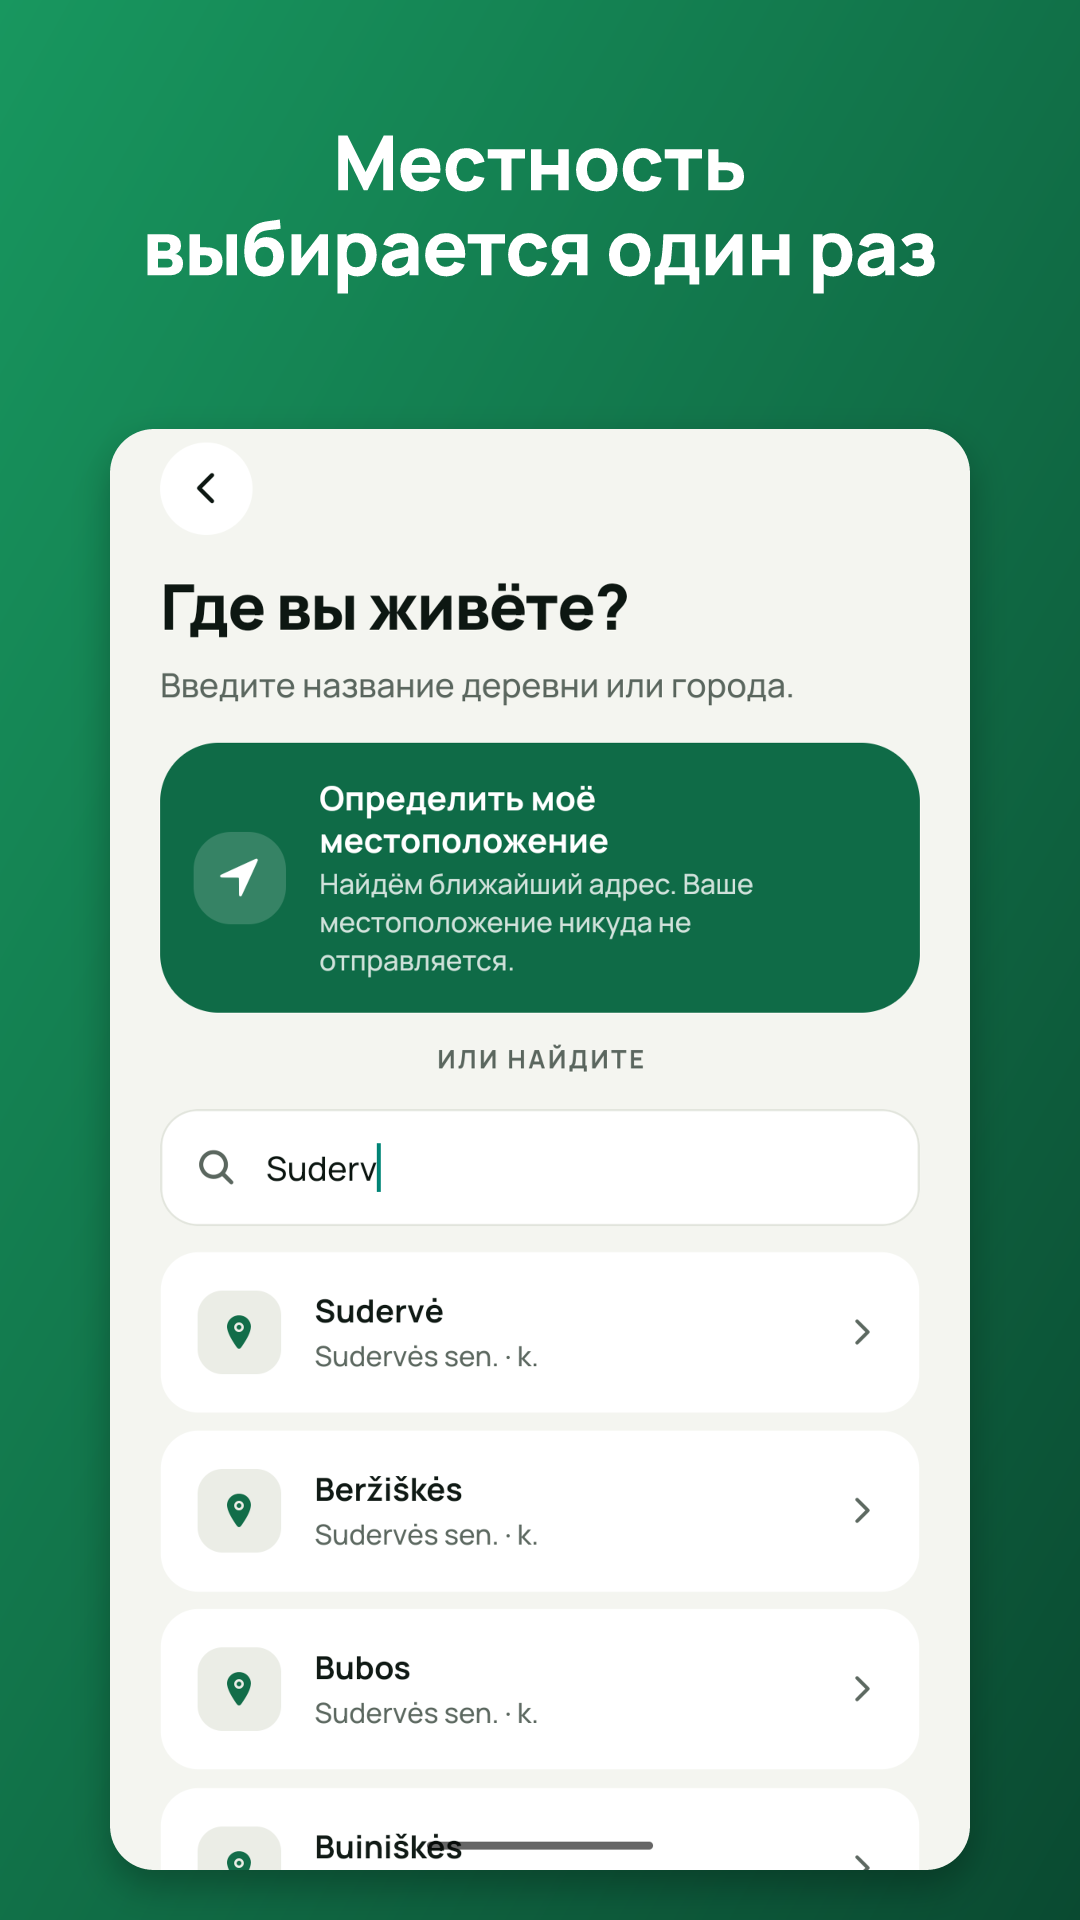 Местность
выбирается один раз
Где вы живёте?
Введите название деревни или города.
Определить моё
местоположение
Найдём ближайший адрес. Ваше
местоположение никуда не
отправляется.
ИЛИ НАЙДИТЕ
Suderv
Sudervė
Sudervės sen. · k.
Beržiškės
Sudervės sen. · k.
Bubos
Sudervės sen. · k.
Buiniškės